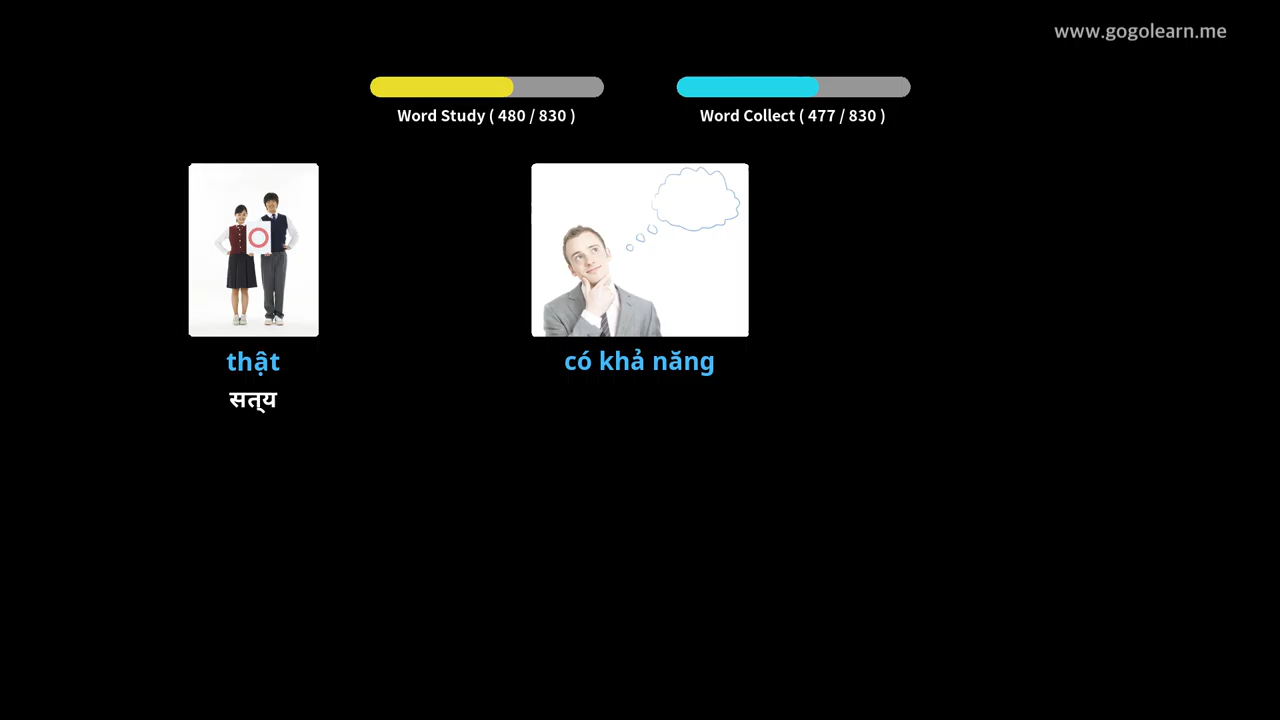 www.gogolearn.me
Word Study ( 480 / 830 )
Word Collect ( 477 / 830 )
thật
có khả năng
सत्‌य